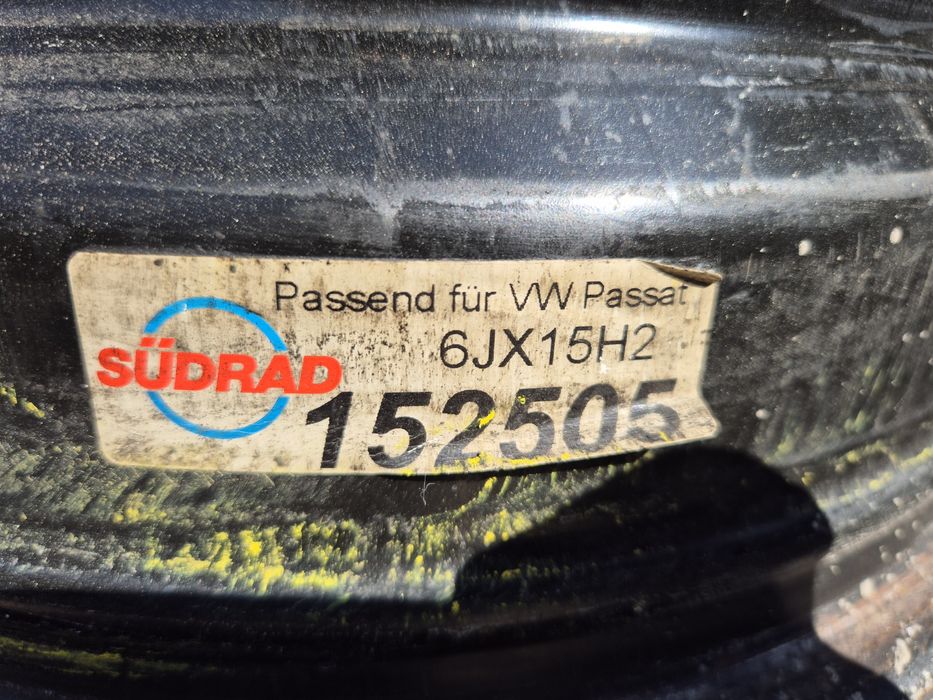 Passend für VW Passat
6JX15H2
SÜDRAD
152505